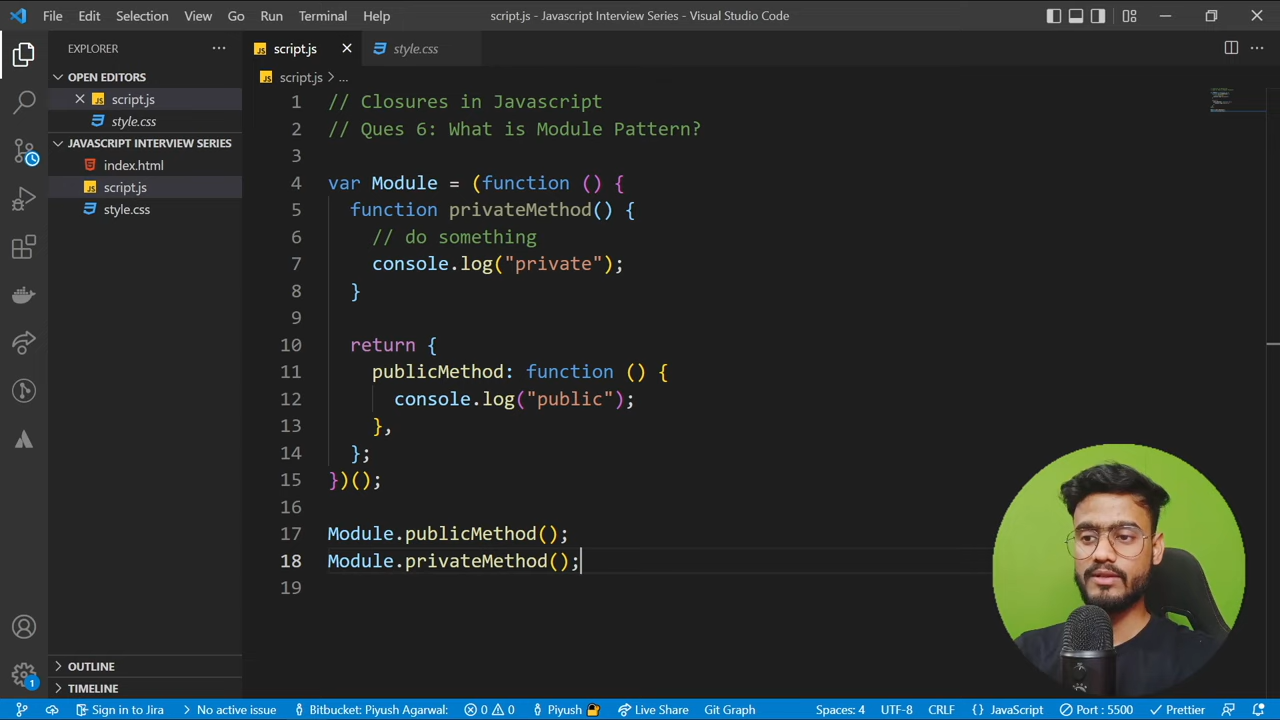 File Edit Selection View Go Run Terminal Help script.js - Javascript Interview Series - Visual Studio Code
EXPLORER
script.js
style.css
OPEN EDITORS
script.js
style.css
JAVASCRIPT INTERVIEW SERIES
index.html
script.js
style.css
script.js > ...
1 // Closures in Javascript
2 // Ques 6: What is Module Pattern?
3
4 var Module = (function () {
5 function privateMethod() {
6 // do something
7 console.log("private");
8 }
9
10 return {
11 publicMethod: function () {
12 console.log("public");
13 },
14 };
15 })();
16
17 Module.publicMethod();
18 Module.privateMethod();
19
OUTLINE
TIMELINE
1
Sign in to Jira No active issue Bitbucket: Piyush Agarwal: 0 0 Piyush Live Share Git Graph Spaces: 4 UTF-8 CRLF JavaScript Port : 5500 Prettier